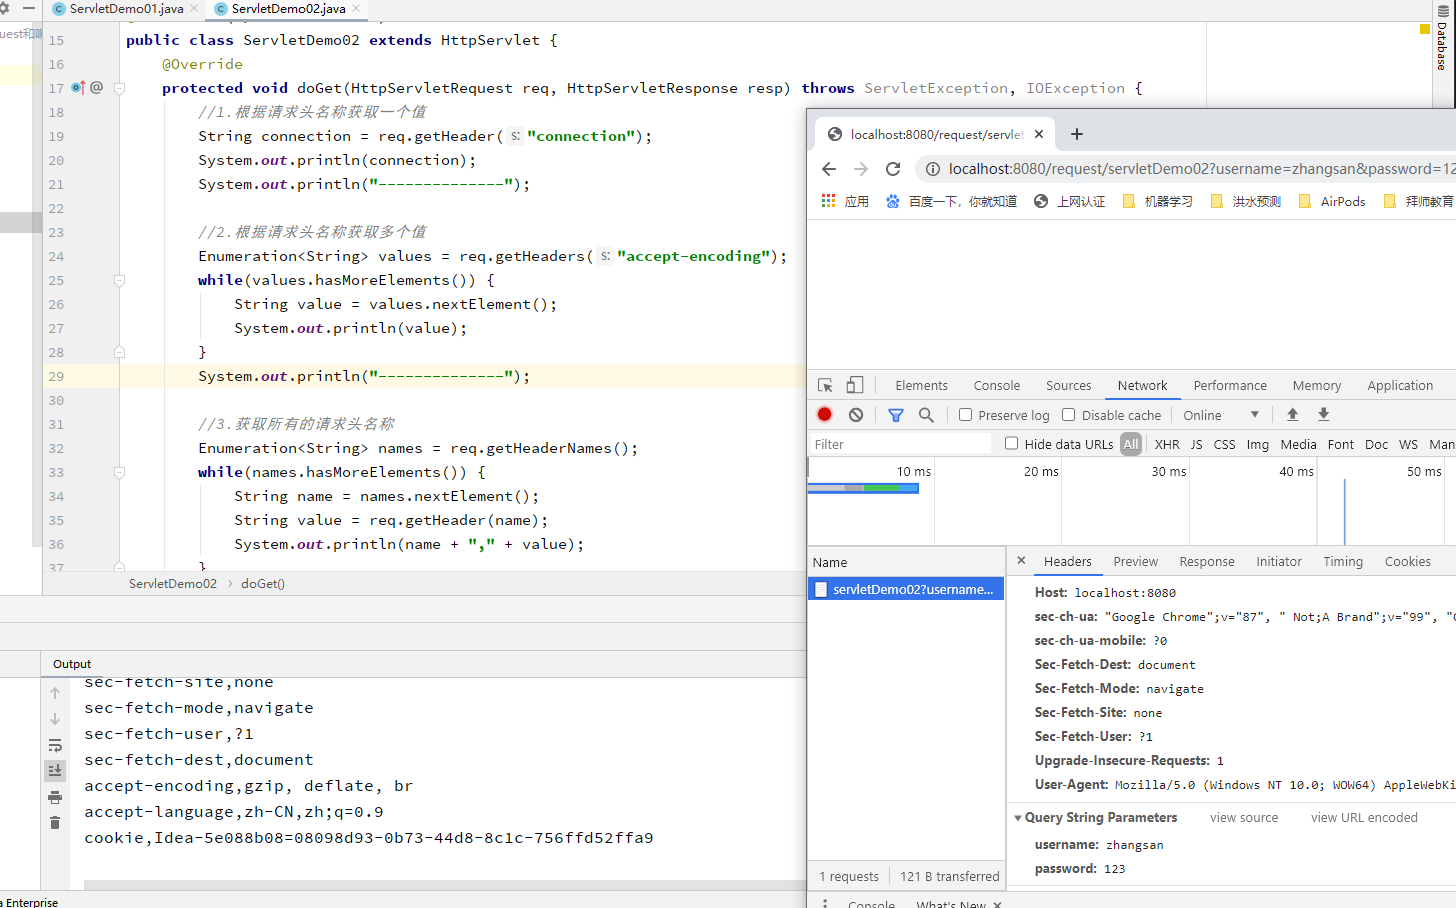 ServletDemo01.java
ServletDemo02.java
15 public class ServletDemo02 extends HttpServlet {
16 @Override
17 @ protected void doGet(HttpServletRequest req, HttpServletResponse resp) throws ServletException, IOException {
18 //1.根据请求头名称获取一个值
19 String connection = req.getHeader( s: "connection");
20 System.out.println(connection);
21 System.out.println("--------------");
22
23 //2.根据请求头名称获取多个值
24 Enumeration<String> values = req.getHeaders( s: "accept-encoding");
25 while(values.hasMoreElements()) {
26 String value = values.nextElement();
27 System.out.println(value);
28 }
29 System.out.println("--------------");
30
31 //3.获取所有的请求头名称
32 Enumeration<String> names = req.getHeaderNames();
33 while(names.hasMoreElements()) {
34 String name = names.nextElement();
35 String value = req.getHeader(name);
36 System.out.println(name + "," + value);
37 }
ServletDemo02 › doGet()
Output
sec-fetch-site,none
sec-fetch-mode,navigate
sec-fetch-user,?1
sec-fetch-dest,document
accept-encoding,gzip, deflate, br
accept-language,zh-CN,zh;q=0.9
cookie,Idea-5e088b08=08098d93-0b73-44d8-8c1c-756ffd52ffa9
a Enterprise
Database
localhost:8080/request/servlet
localhost:8080/request/servletDemo02?username=zhangsan&password=12
应用 百度一下，你就知道 上网认证 机器学习 洪水预测 AirPods 拜师教育
Elements Console Sources Network Performance Memory Application
Preserve log Disable cache Online
Filter Hide data URLs All XHR JS CSS Img Media Font Doc WS Man
10 ms 20 ms 30 ms 40 ms 50 ms
Name
servletDemo02?username...
1 requests 121 B transferred
Headers Preview Response Initiator Timing Cookies
Host: localhost:8080
sec-ch-ua: "Google Chrome";v="87", " Not;A Brand";v="99", "
sec-ch-ua-mobile: ?0
Sec-Fetch-Dest: document
Sec-Fetch-Mode: navigate
Sec-Fetch-Site: none
Sec-Fetch-User: ?1
Upgrade-Insecure-Requests: 1
User-Agent: Mozilla/5.0 (Windows NT 10.0; WOW64) AppleWebKi
Query String Parameters view source view URL encoded
username: zhangsan
password: 123
Console What's New